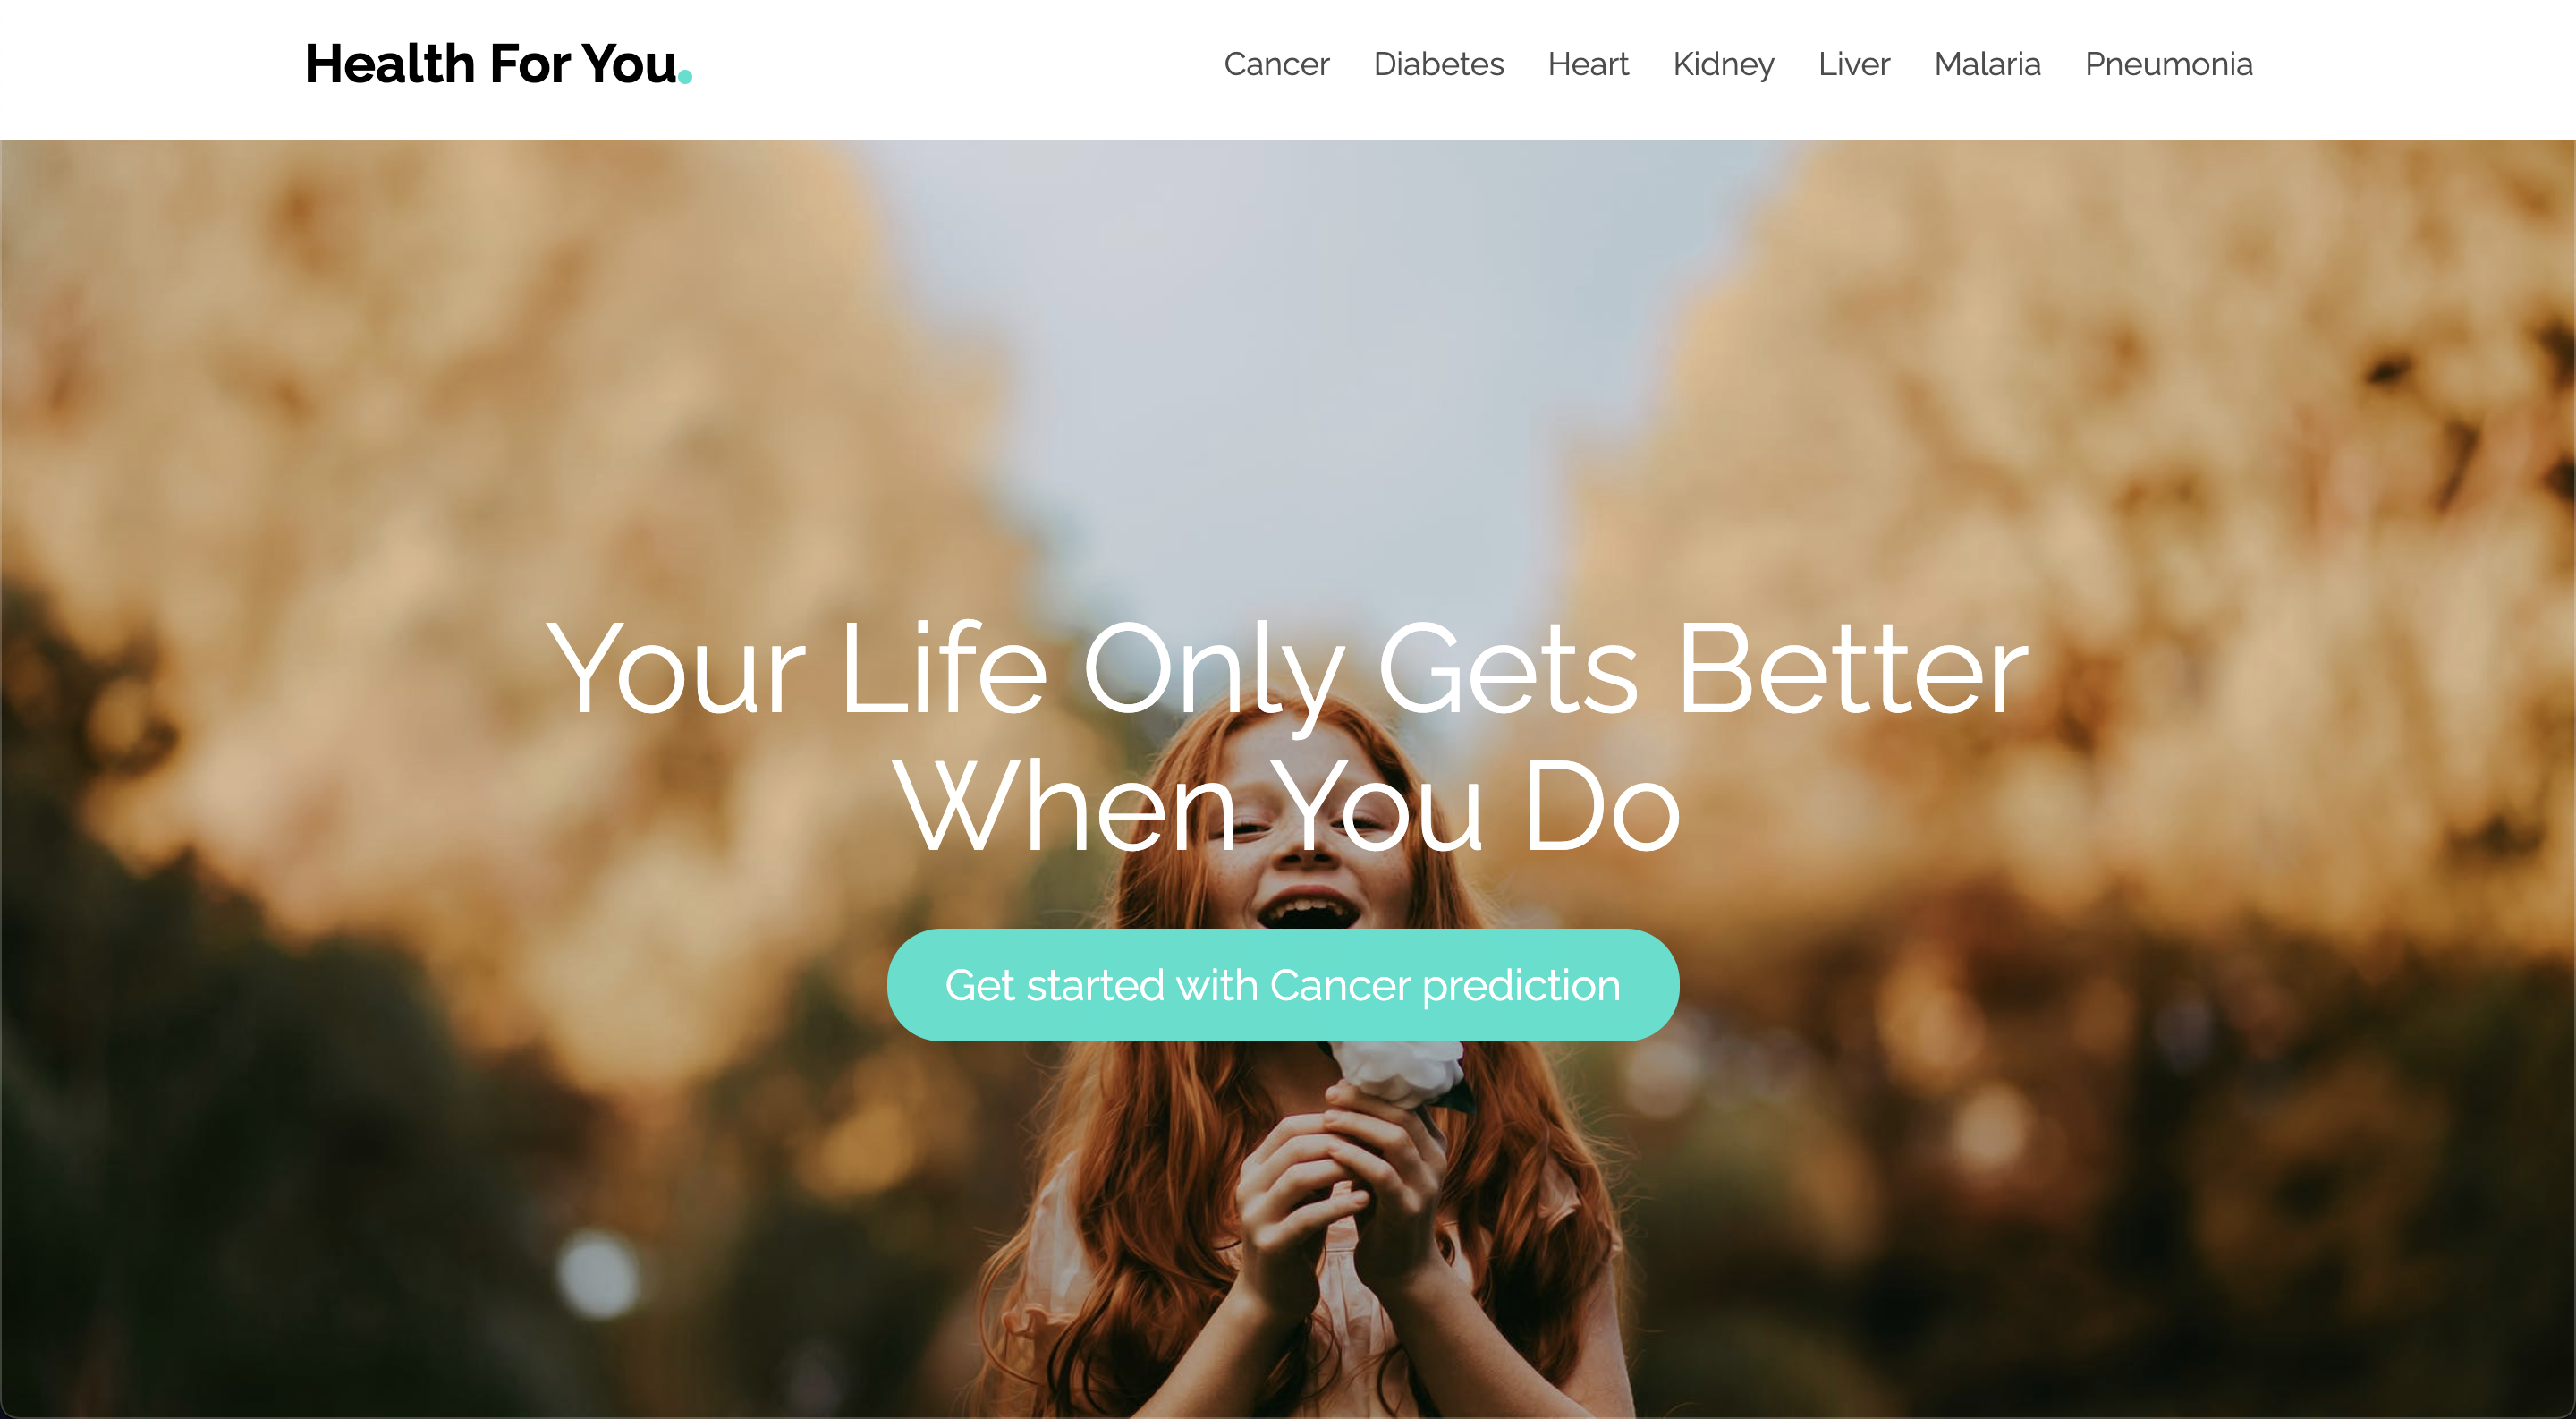 Health For You.
Cancer Diabetes Heart Kidney Liver Malaria Pneumonia
Your Life Only Gets Better
When You Do
Get started with Cancer prediction